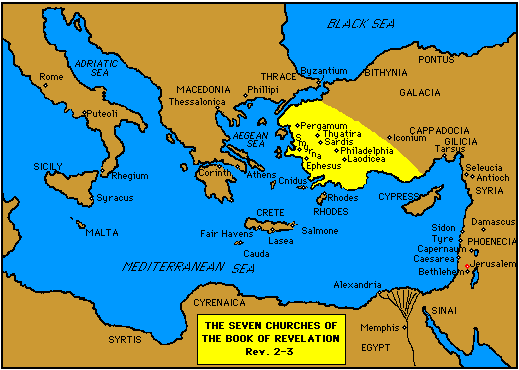 BLACK SEA
ADRIATIC
SEA
PONTUS
Rome
THRACE
Byzantium
BITHYNIA
MACEDONIA
Phillipi
GALACIA
Thessalonica
Puteoli
Pergamum
CAPPADOCIA
AEGEAN
SEA
Smyrna
Thyatira
Sardis
Iconium
GILICIA
Philadelphia
Tarsus
Laodicea
SICILY
Rhegium
Corinth
Athens
Ephesus
Seleucia
Antioch
Cnidus
SYRIA
Syracus
Rhodes
CYPRESS
CRETE
RHODES
MALTA
Fair Havens
Salmone
Sidon
Damascus
Lasea
Tyre
PHOENECIA
Cauda
Capernaum
Caesarea
Jerusalem
MEDITERRANEAN SEA
Bethlehem
Alexandria
CYRENAICA
SINAI
THE SEVEN CHURCHES OF
THE BOOK OF REVELATION
Rev. 2-3
Memphis
SYRTIS
EGYPT